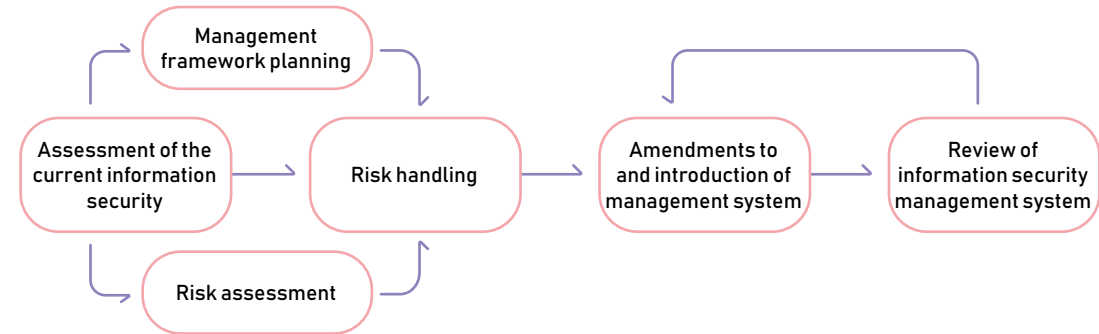 Management
framework planning
Assessment of the
current information
security
Risk handling
Amendments to
and introduction of
management system
Review of
information security
management system
Risk assessment